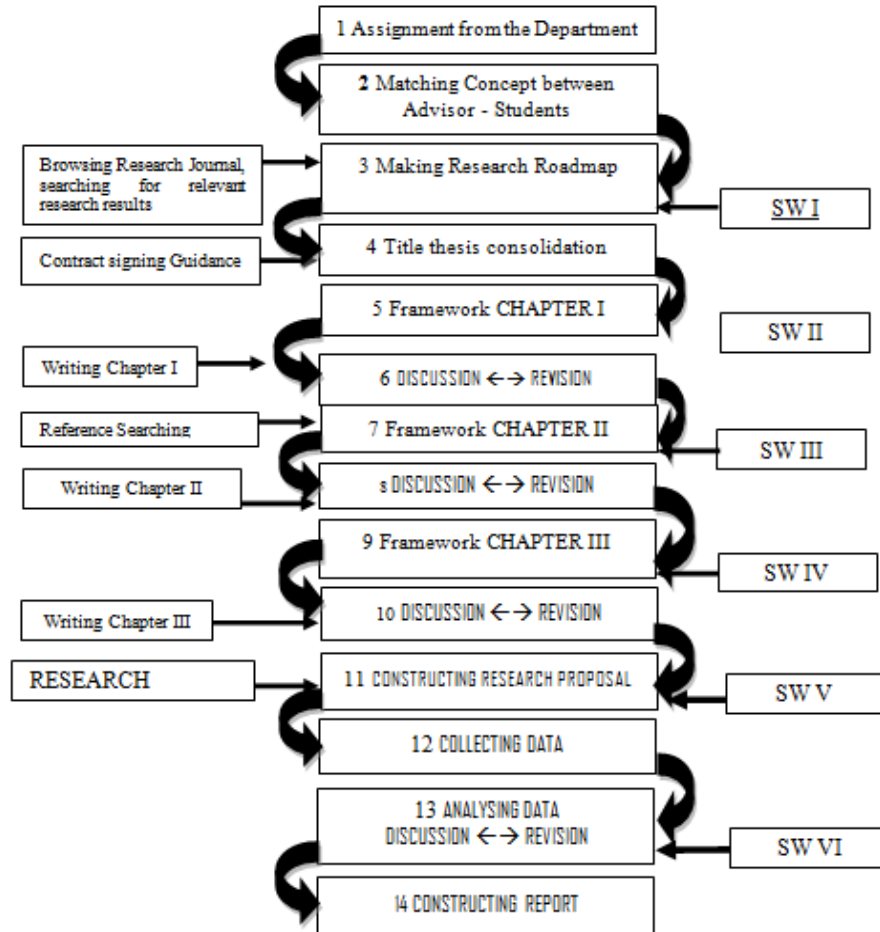 1 Assignment from the Department
2 Matching Concept between
Advisor - Students
Browsing Research Journal,
searching for relevant
research results
3 Making Research Roadmap
SW I
Contract signing Guidance
4 Title thesis consolidation
5 Framework CHAPTER I
SW II
Writing Chapter I
6 DISCUSSION ←→ REVISION
Reference Searching
7 Framework CHAPTER II
SW III
Writing Chapter II
8 DISCUSSION ←→ REVISION
9 Framework CHAPTER III
SW IV
Writing Chapter III
10 DISCUSSION ←→ REVISION
RESEARCH
11 CONSTRUCTING RESEARCH PROPOSAL
SW V
12 COLLECTING DATA
13 ANALYSING DATA
DISCUSSION ←→ REVISION
SW VI
14 CONSTRUCTING REPORT